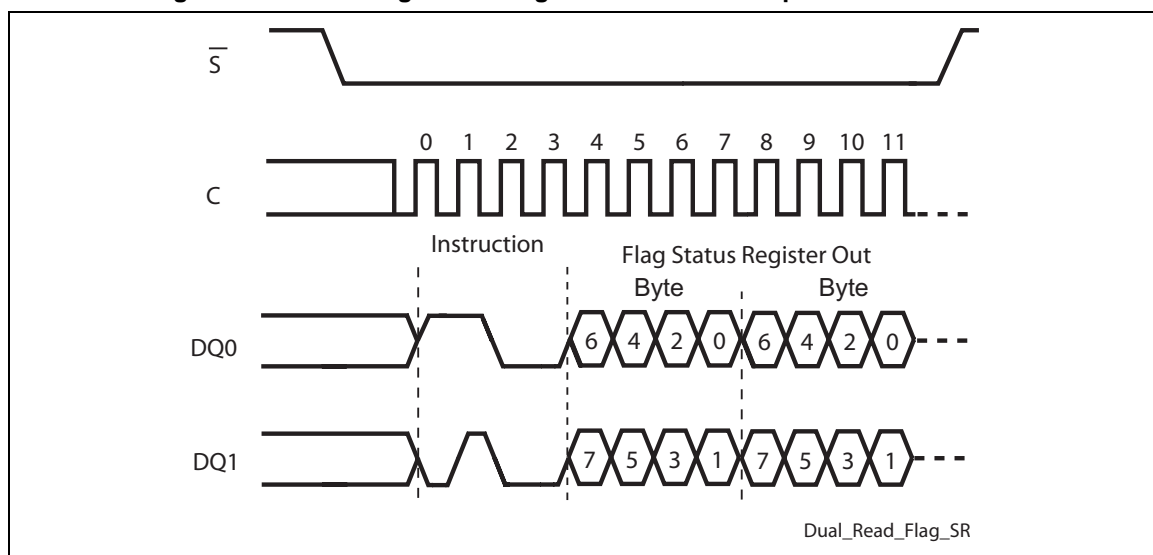 S
0 1 2 3 4 5 6 7 8 9 10 11
C
Instruction
Flag Status Register Out
Byte Byte
DQ0
6 4 2 0 6 4 2 0
DQ1
7 5 3 1 7 5 3 1
Dual_Read_Flag_SR